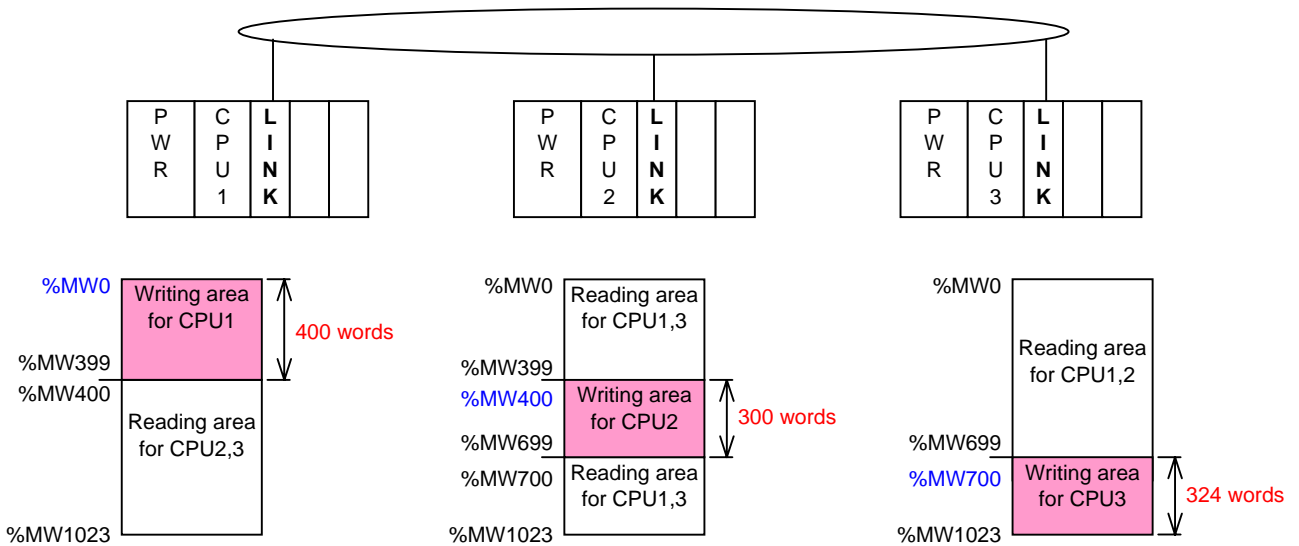 P
W
R
C
P
U
1
L
I
N
K
P
W
R
C
P
U
2
L
I
N
K
P
W
R
C
P
U
3
L
I
N
K
%MW0
Writing area
for CPU1
400 words
%MW399
%MW400
Reading area
for CPU2,3
%MW1023
%MW0
Reading area
for CPU1,3
%MW399
%MW400
Writing area
for CPU2
300 words
%MW699
%MW700
Reading area
for CPU1,3
%MW1023
%MW0
Reading area
for CPU1,2
%MW699
%MW700
Writing area
for CPU3
324 words
%MW1023